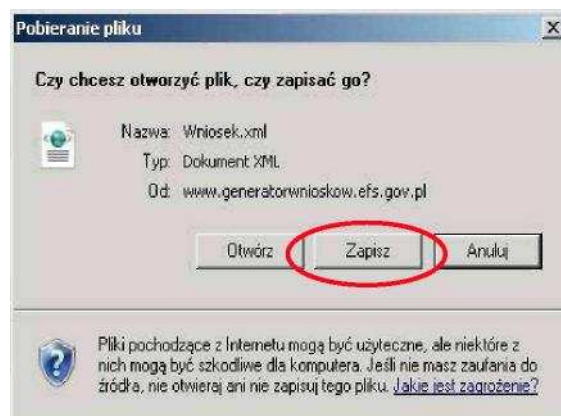 Pobieranie pliku
Czy chcesz otworzyć plik, czy zapisać go?
Nazwa: Wniosek.xml
Typ: Dokument XML
Od: www.generatorwnioskow.efs.gov.pl
Otwórz Zapisz Anuluj
Pliki pochodzące z Internetu mogą być użyteczne, ale niektóre z
nich mogą być szkodliwe dla komputera. Jeśli nie masz zaufania do
źródła, nie otwieraj ani nie zapisuj tego pliku. Jakie jest zagrożenie?